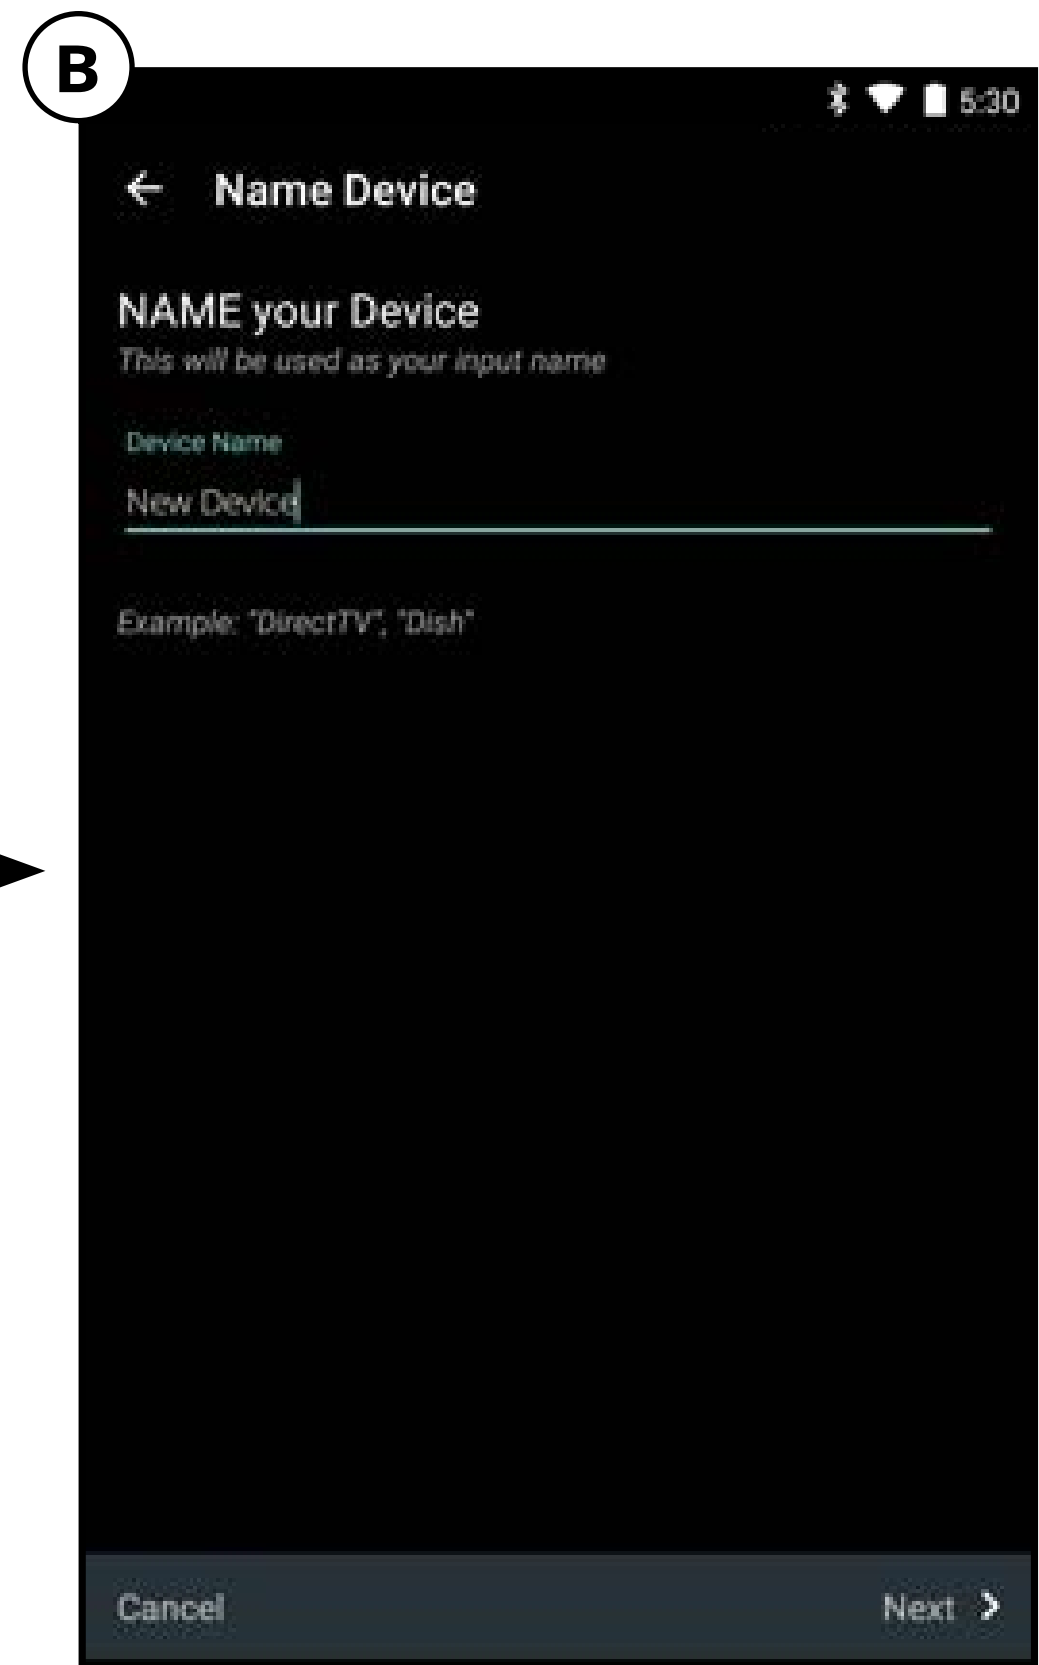 B
5:30
Name Device
NAME your Device
This will be used as your input name
Device Name
New Device
Example: "DirectTV", "Dish"
Cancel
Next